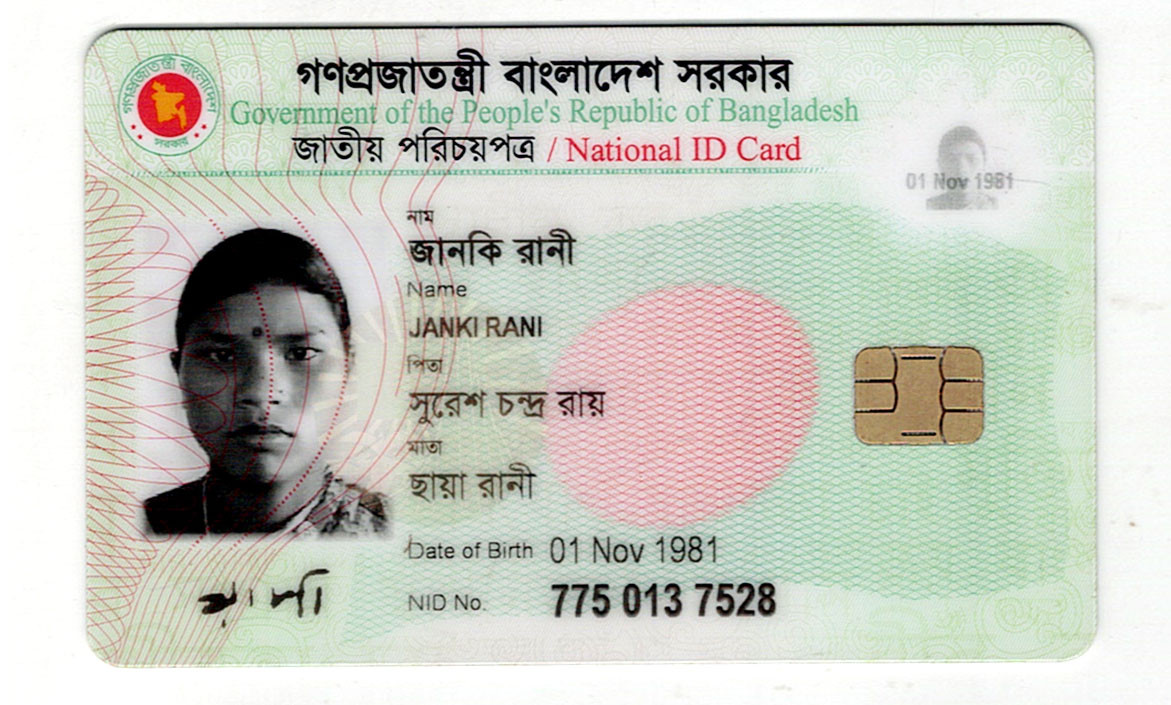 গণপ্রজাতন্ত্রী বাংলাদেশ সরকার
Government of the People's Republic of Bangladesh
জাতীয় পরিচয়পত্র / National ID Card
গণপ্রজাতন্ত্রী বাংলাদেশ
সরকার
01 Nov 1981
নাম
জানকি রানী
Name
JANKI RANI
পিতা
সুরেশ চন্দ্র রায়
মাতা
ছায়া রানী
Date of Birth 01 Nov 1981
NID No. 775 013 7528